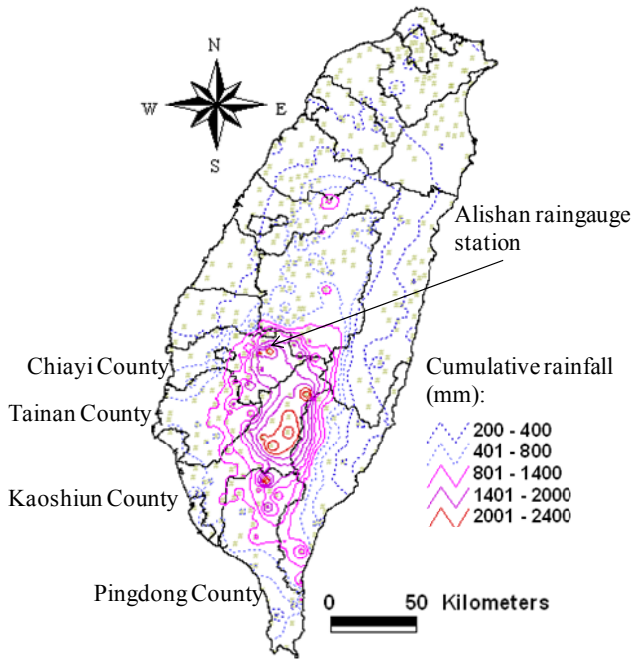 N
W E
S
Alishan raingauge
station
Chiayi County
Tainan County
Kaoshiun County
Pingdong County
Cumulative rainfall
(mm):
200 - 400
401 - 800
801 - 1400
1401 - 2000
2001 - 2400
0 50 Kilometers